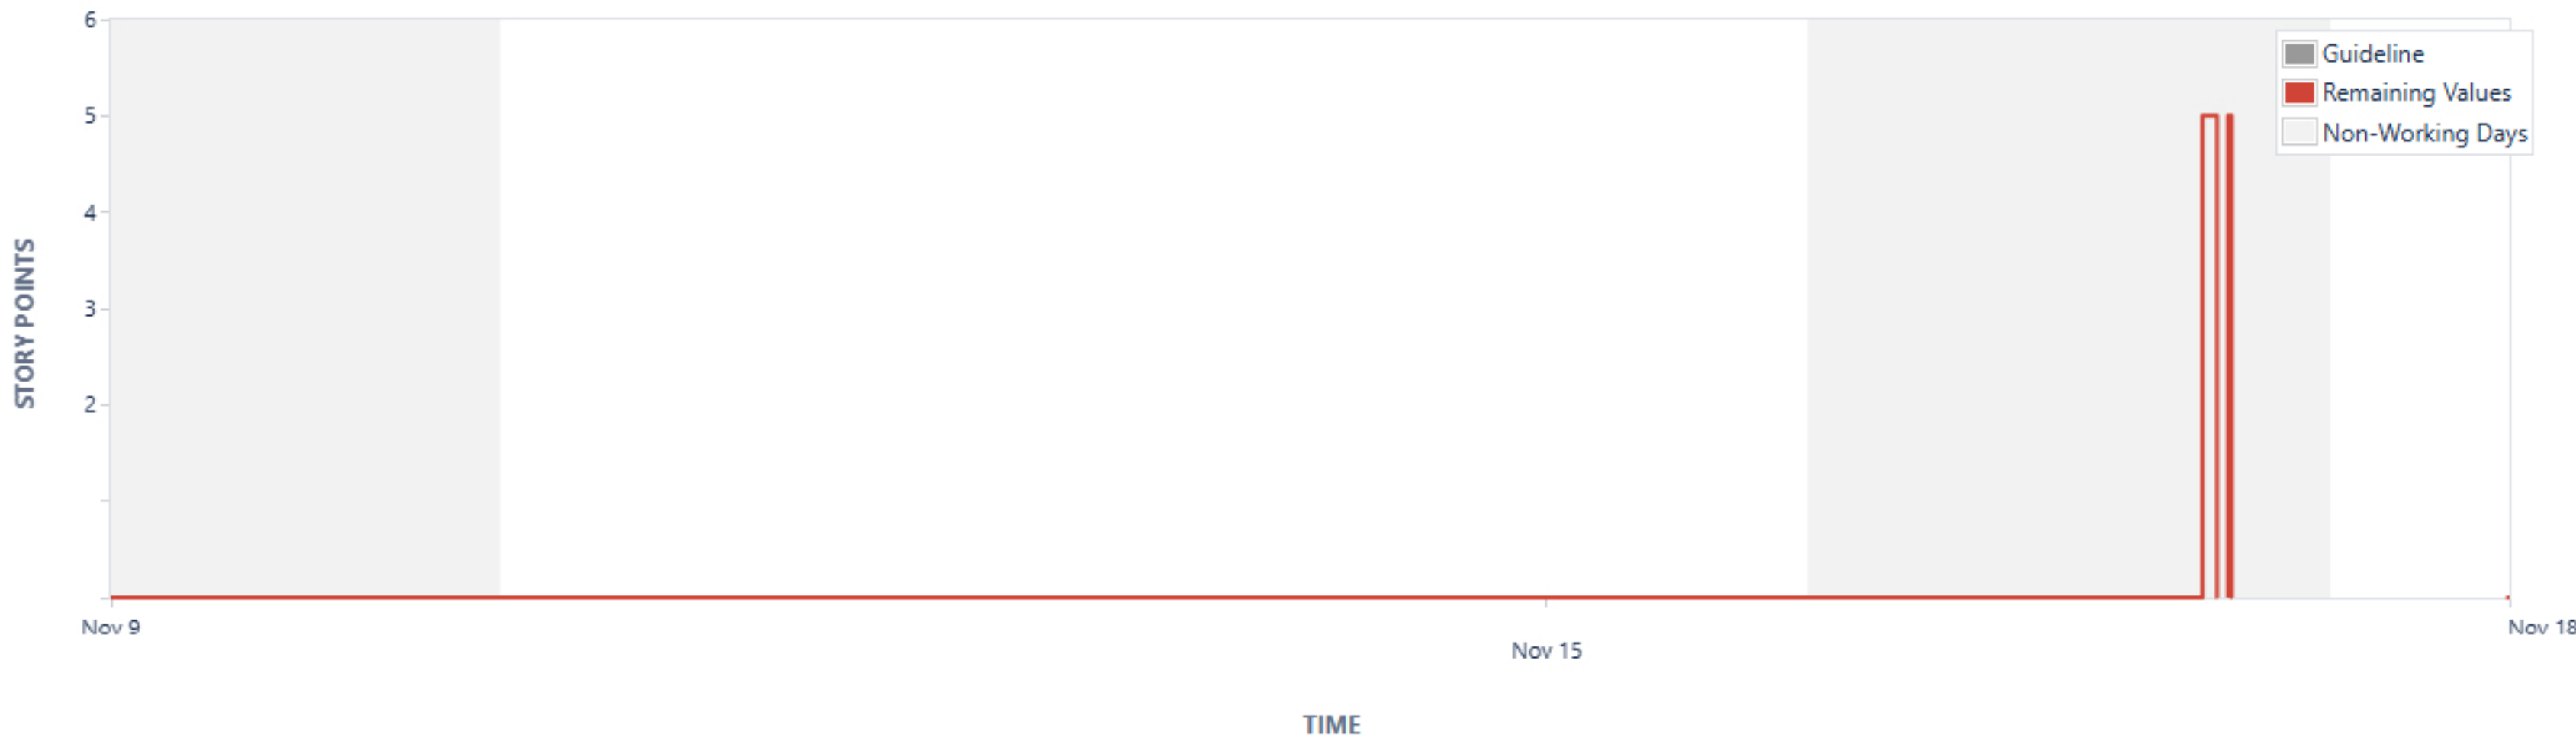 6
5
4
3
2
STORY POINTS
Guideline
Remaining Values
Non-Working Days
Nov 9
Nov 15
Nov 18
TIME